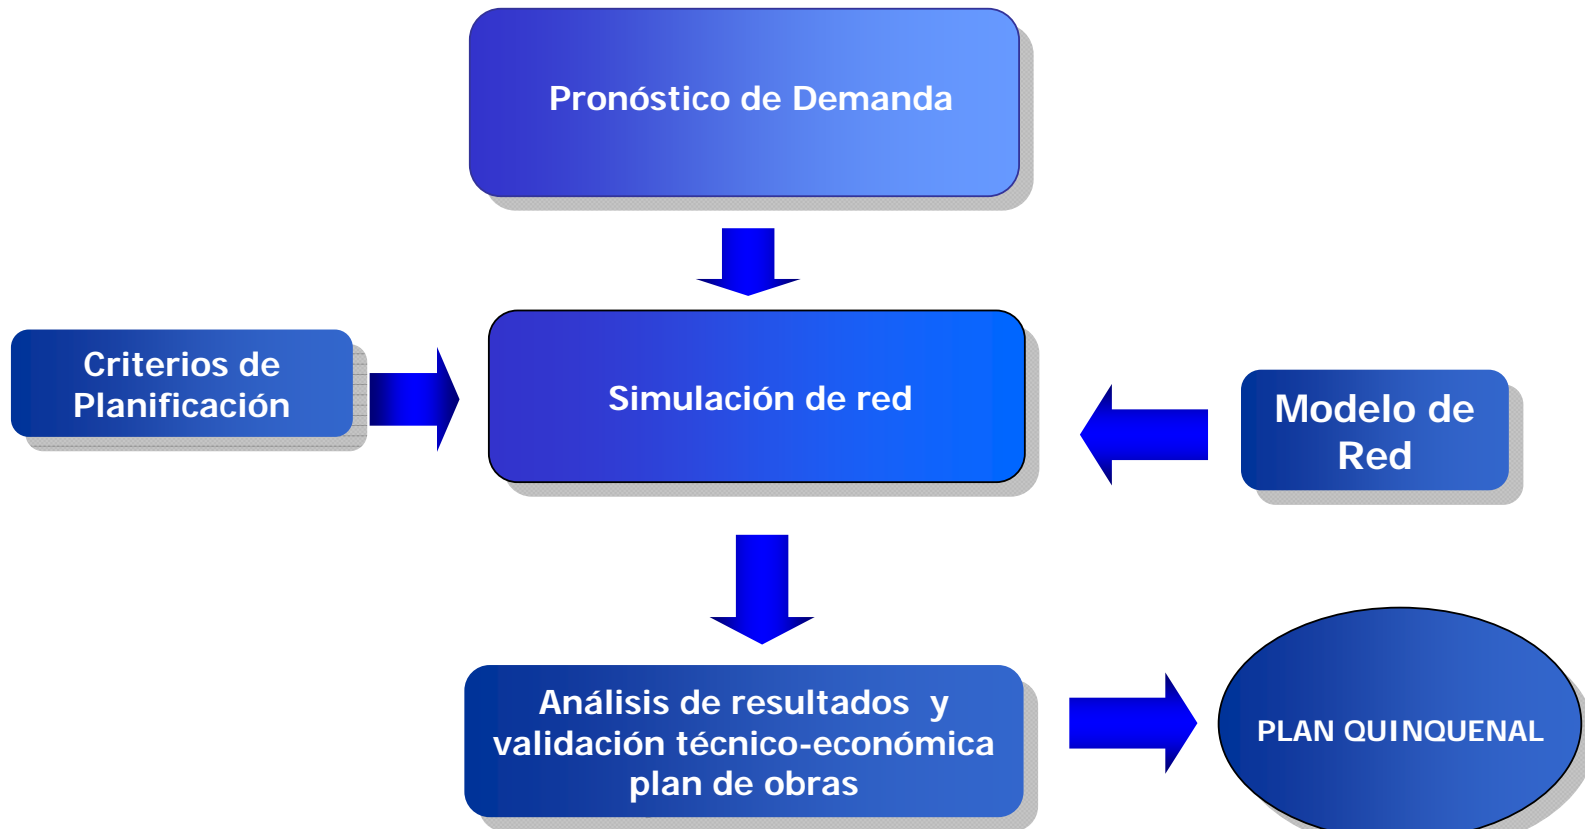 Pronóstico de Demanda
Criterios de
Planificación
Simulación de red
Modelo de
Red
Análisis de resultados y
validación técnico-económica
plan de obras
PLAN QUINQUENAL